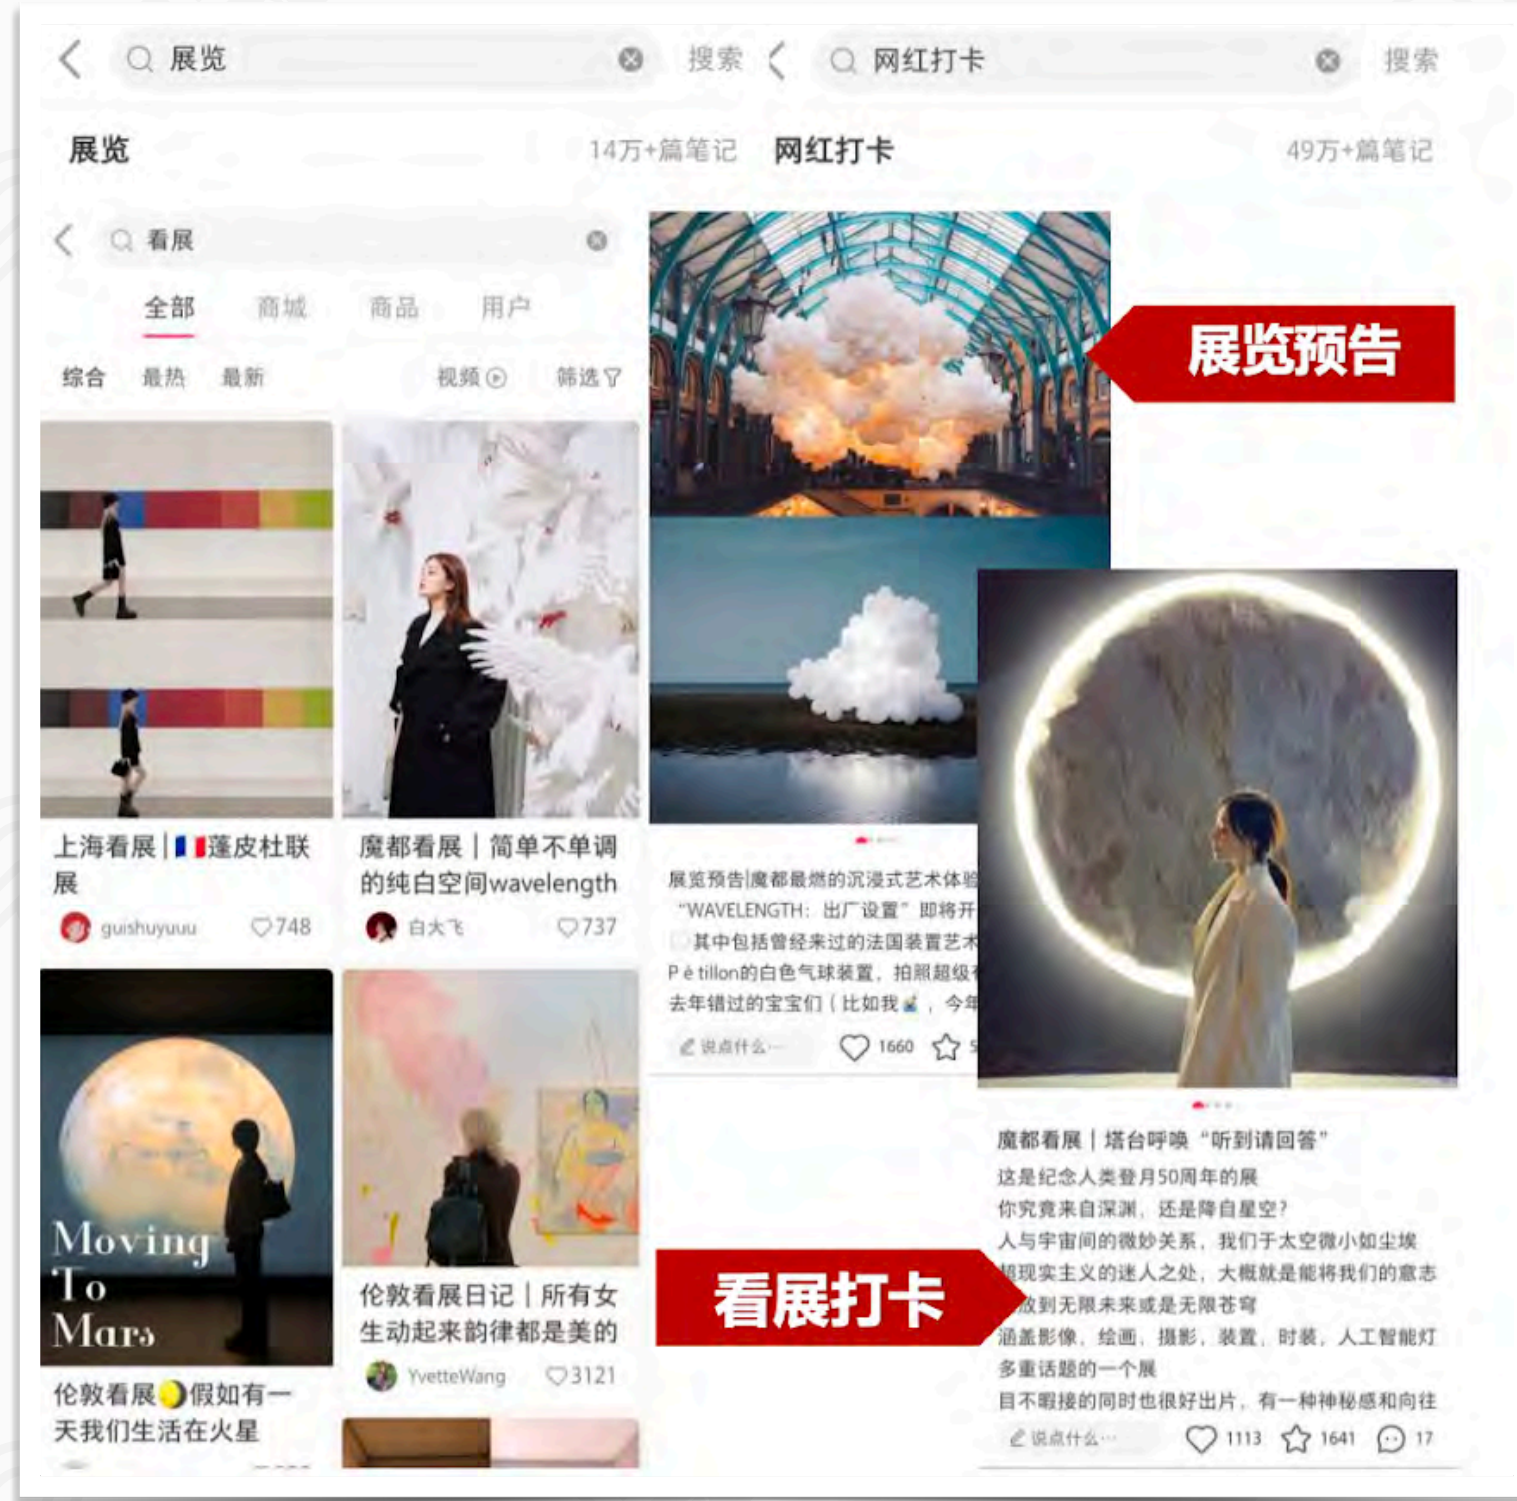 展览
搜索
网红打卡
搜索
展览
14万+篇笔记
网红打卡
49万+篇笔记
看展
全部
商城
商品
用户
综合
最热
最新
视频
筛选
上海看展|🇫🇷蓬皮杜联
展
guishuyuuu
748
魔都看展｜简单不单调
的纯白空间wavelength
白大飞
737
Moving
To
Mars
伦敦看展🌙假如有一
天我们生活在火星
伦敦看展日记｜所有女
生动起来韵律都是美的
YvetteWang
3121
展览预告
展览预告|魔都最燃的沉浸式艺术体验
“WAVELENGTH：出厂设置”即将开
其中包括曾经来过的法国装置艺术
Pètillon的白色气球装置，拍照超级
去年错过的宝宝们（比如我，今年
说点什么…
1660
5
看展打卡
魔都看展｜塔台呼唤“听到请回答”
这是纪念人类登月50周年的展
你究竟来自深渊，还是降自星空?
人与宇宙间的微妙关系，我们于太空微小如尘埃
超现实主义的迷人之处，大概就是能将我们的意志
放到无限未来或是无限苍穹
涵盖影像，绘画，摄影，装置，时装，人工智能灯
多重话题的一个展
目不暇接的同时也很好出片，有一种神秘感和向往
说点什么…
1113
1641
17